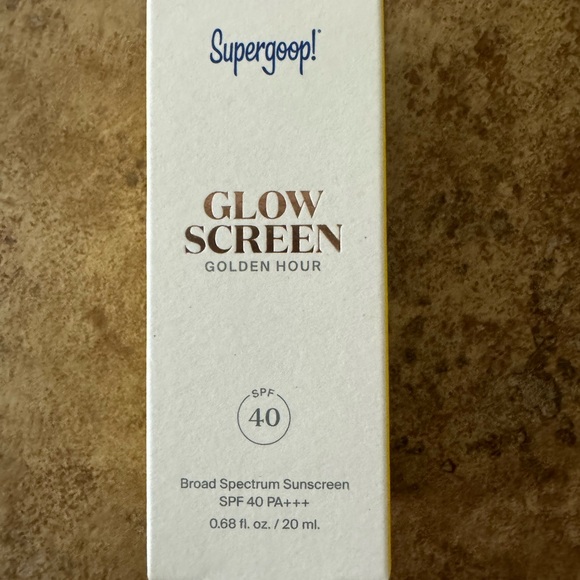 Supergoop!
GLOW
SCREEN
GOLDEN HOUR
SPF
40
Broad Spectrum Sunscreen
SPF 40 PA+++
0.68 fl. oz. / 20 ml.